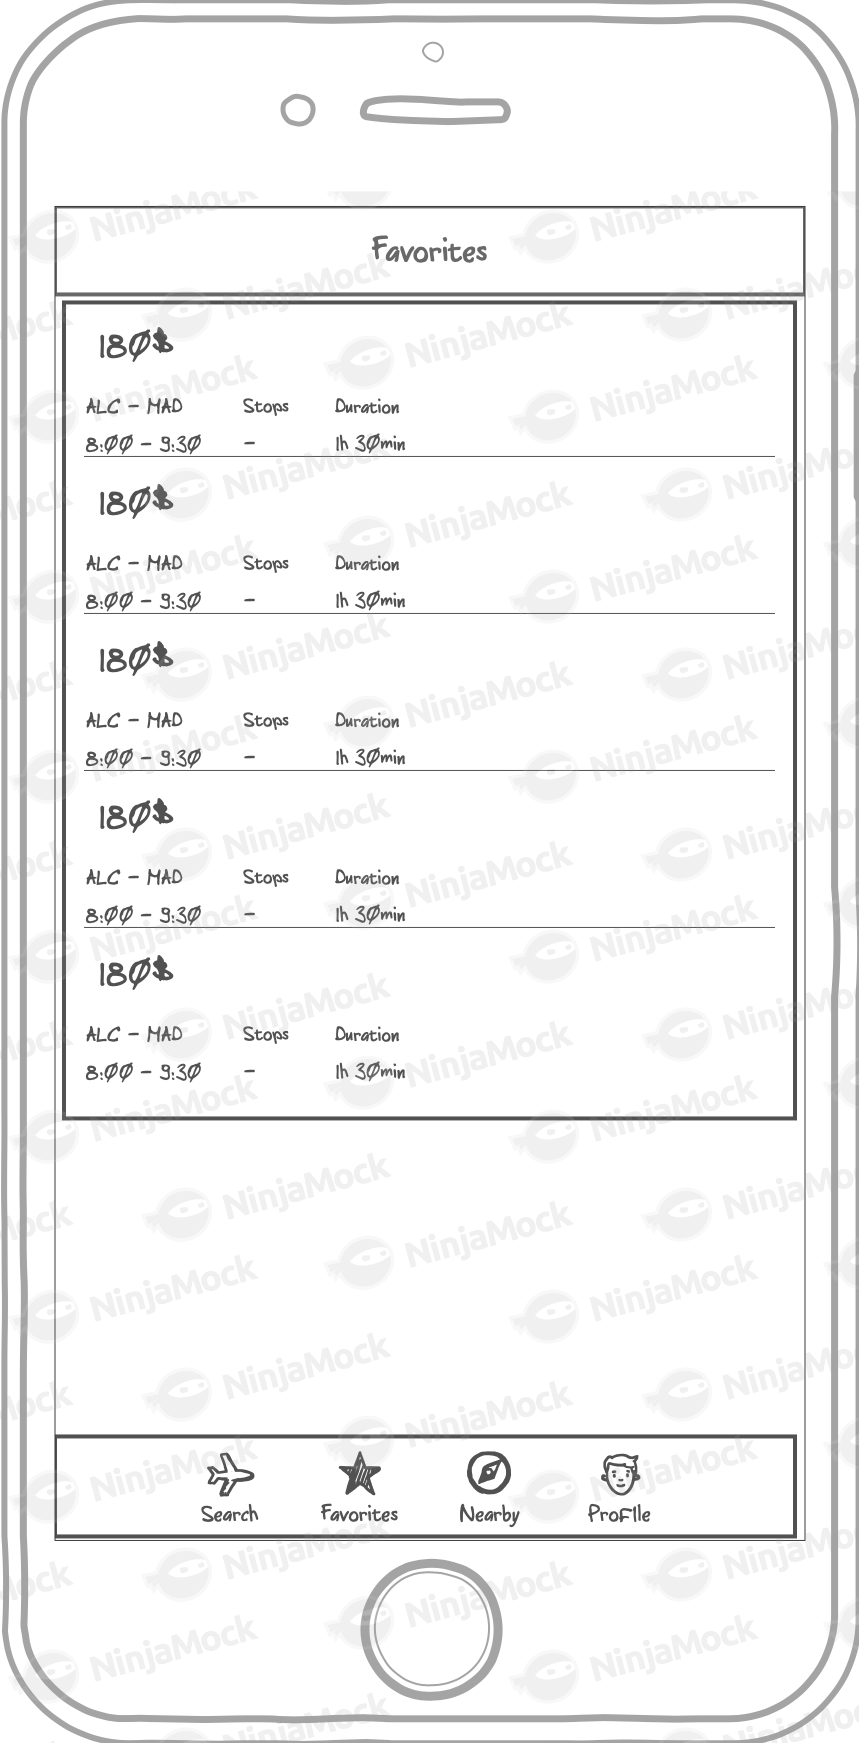 Favorites
180$
ALC - MAD Stops Duration
8:00 - 9:30 - 1h 30min
180$
ALC - MAD Stops Duration
8:00 - 9:30 - 1h 30min
180$
ALC - MAD Stops Duration
8:00 - 9:30 - 1h 30min
180$
ALC - MAD Stops Duration
8:00 - 9:30 - 1h 30min
180$
ALC - MAD Stops Duration
8:00 - 9:30 - 1h 30min
Search Favorites Nearby Profile
NinjaMock